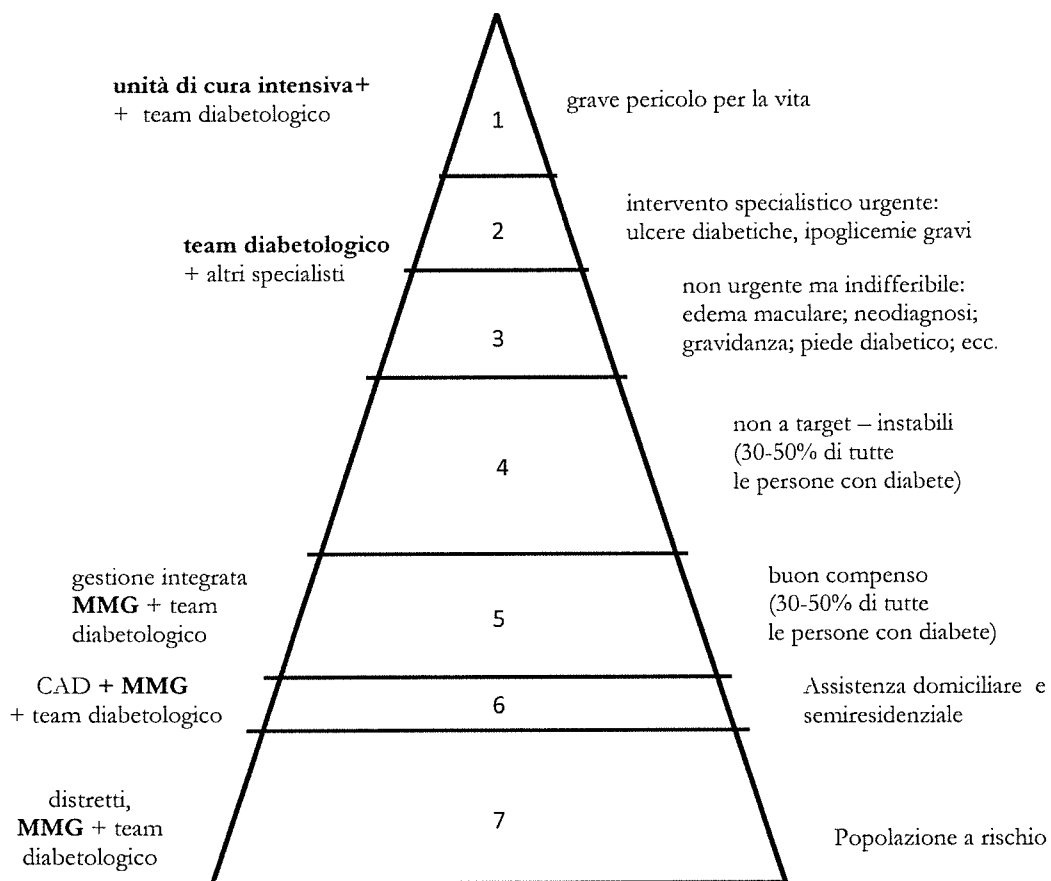 unità di cura intensiva+
+ team diabetologico
1
grave pericolo per la vita
team diabetologico
+ altri specialisti
2
intervento specialistico urgente:
ulcere diabetiche, ipoglicemie gravi
3
non urgente ma indifferibile:
edema maculare; neodiagnosi;
gravidanza; piede diabetico; ecc.
4
non a target – instabili
(30-50% di tutte
le persone con diabete)
gestione integrata
MMG + team
diabetologico
5
buon compenso
(30-50% di tutte
le persone con diabete)
CAD + MMG
+ team diabetologico
6
Assistenza domiciliare e
semiresidenziale
distretti,
MMG + team
diabetologico
7
Popolazione a rischio